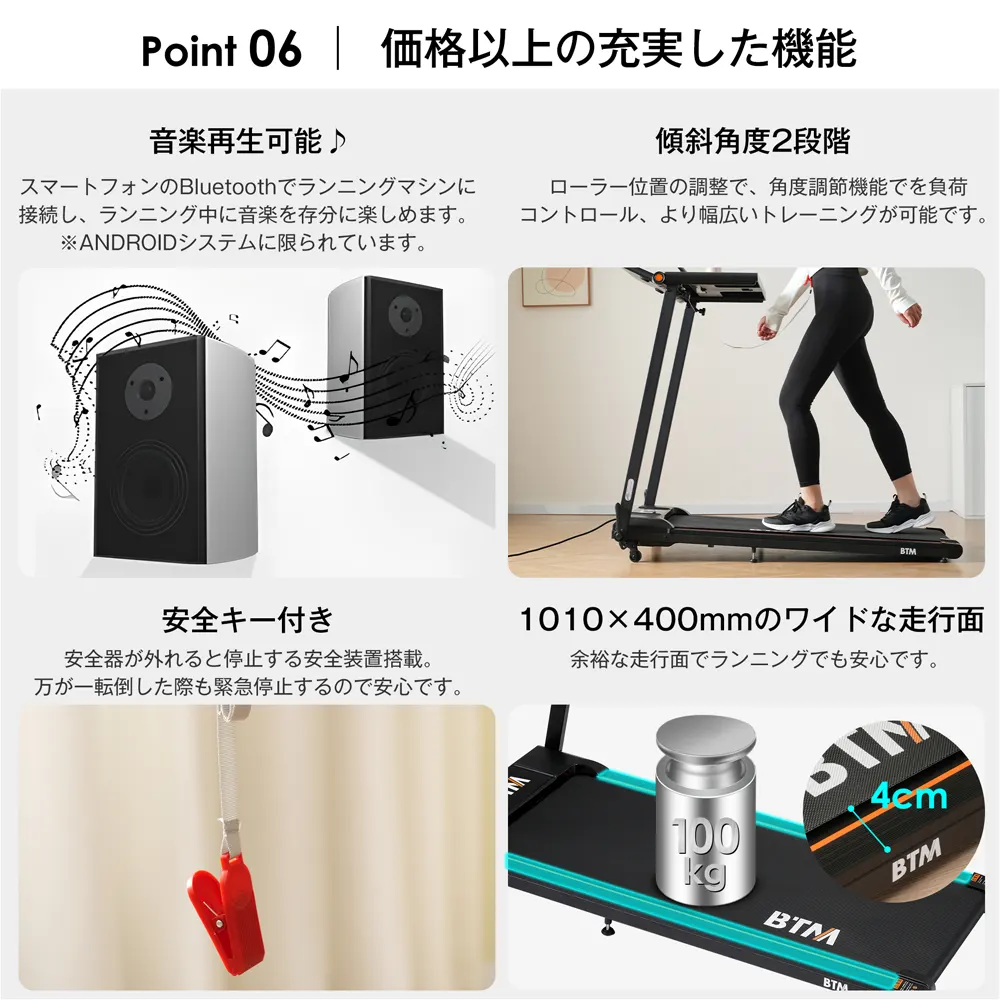 Point 06 | 価格以上の充実した機能
音楽再生可能♪
スマートフォンのBluetoothでランニングマシンに
接続し、ランニング中に音楽を存分に楽しめます。
※ANDROIDシステムに限られています。
傾斜角度2段階
ローラー位置の調整で、角度調節機能でを負荷
コントロール、より幅広いトレーニングが可能です。
BTM
安全キー付き
安全器が外れると停止する安全装置搭載。
万が一転倒した際も緊急停止するので安心です。
1010×400mmのワイドな走行面
余裕な走行面でランニングでも安心です。
BTM
4cm
BTM
100
kg
BTM
BTM